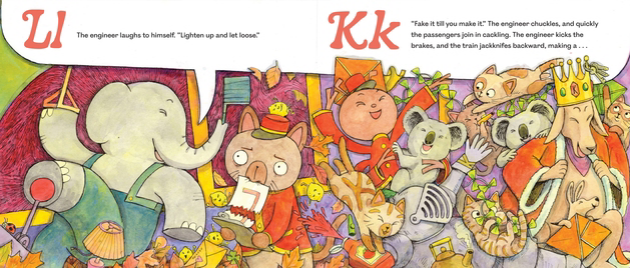 Ll
The engineer laughs to himself. “Lighten up and let loose.”
Kk
“Fake it till you make it.” The engineer chuckles, and quickly
the passengers join in cackling. The engineer kicks the
brakes, and the train jackknifes backward, making a . . .